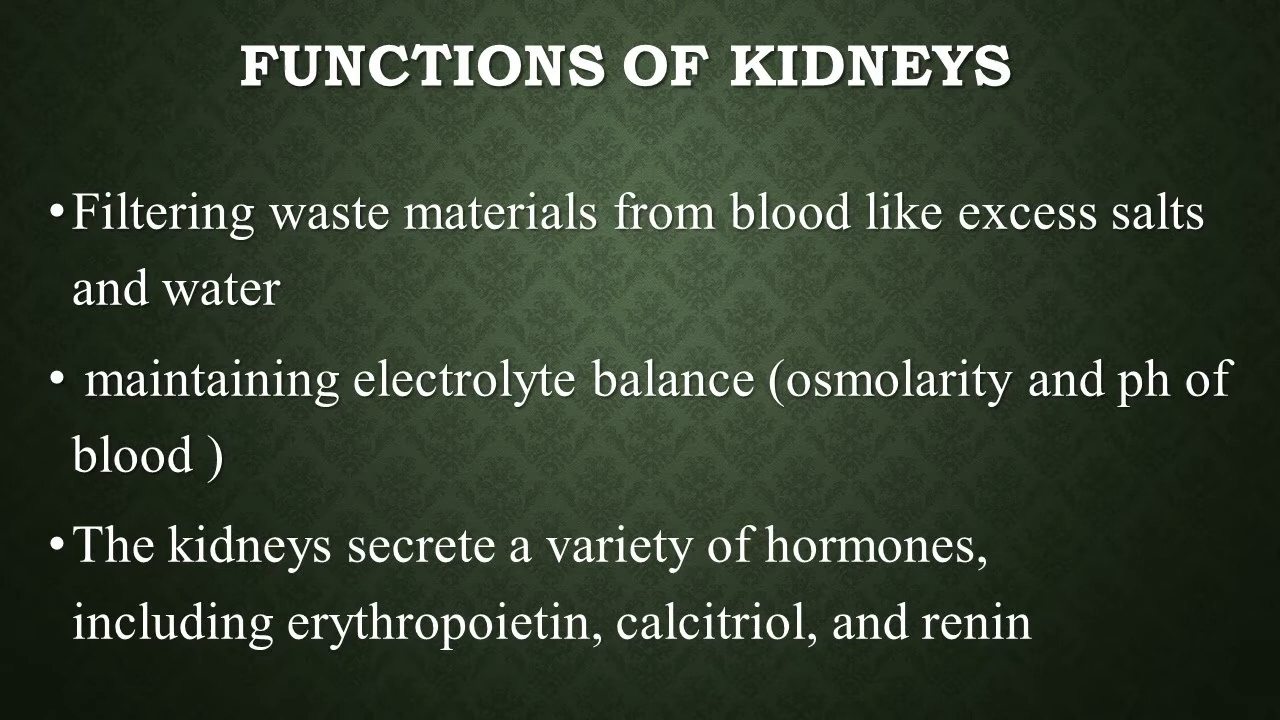 FUNCTIONS OF KIDNEYS
•Filtering waste materials from blood like excess salts
and water
• maintaining electrolyte balance (osmolarity and ph of
blood )
•The kidneys secrete a variety of hormones,
including erythropoietin, calcitriol, and renin